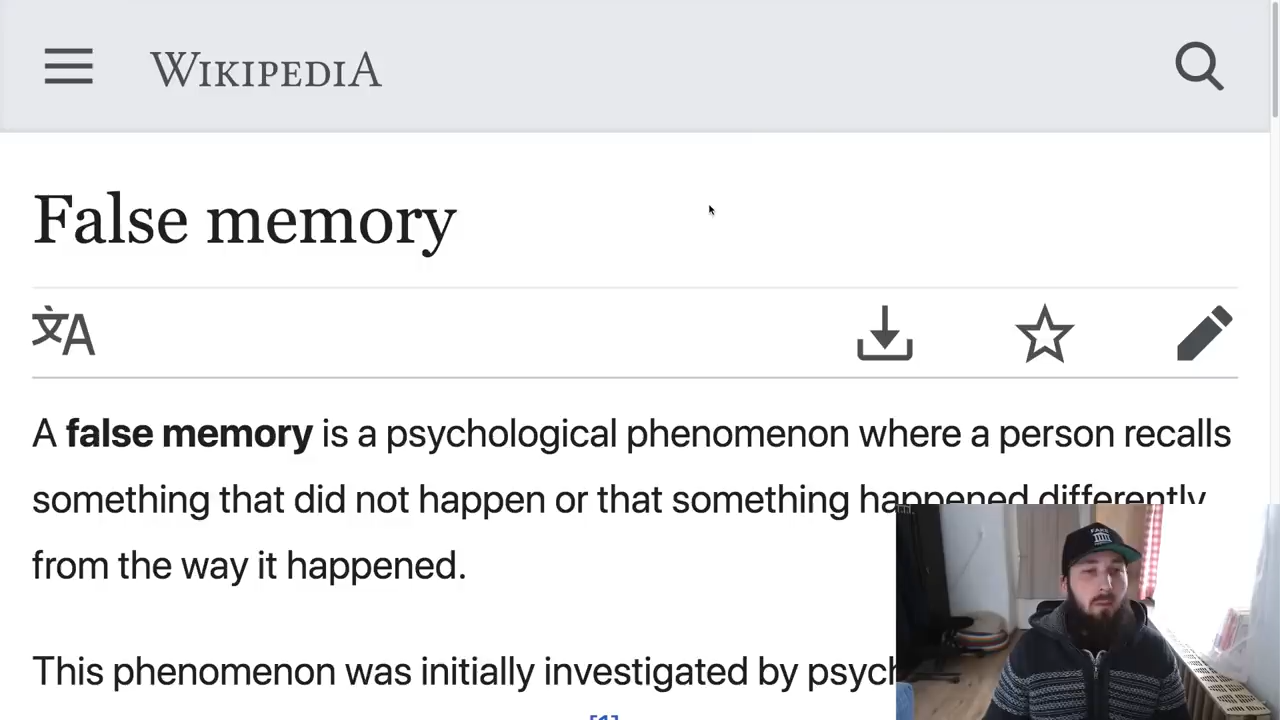 WIKIPEDIA
False memory
A false memory is a psychological phenomenon where a person recalls
something that did not happen or that something happened differently
from the way it happened.
This phenomenon was initially investigated by
[1]